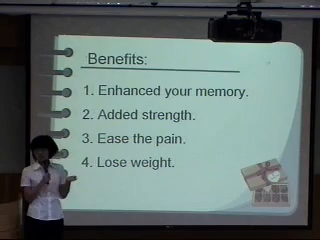 Benefits:
1. Enhanced your memory.
2. Added strength.
3. Ease the pain.
4. Lose weight.